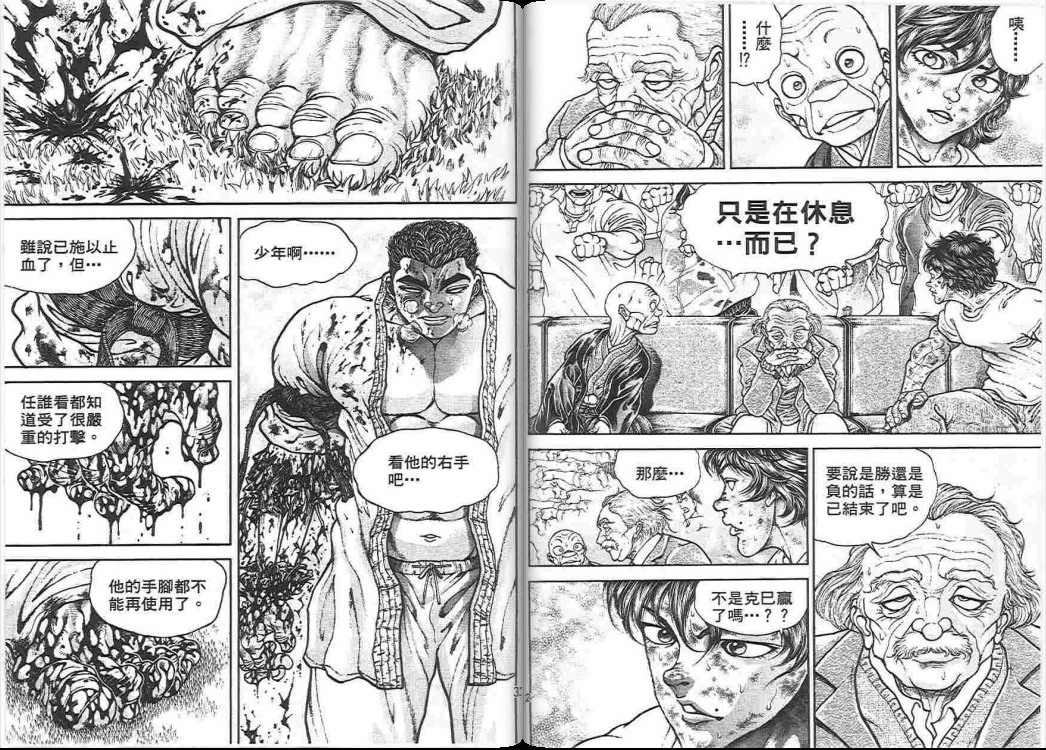 咦……
什麼
……!?
只是在休息
…而已？
要說是勝還是
負的話，算是
已結束了吧。
那麼…
不是克巳贏
了嗎…？？
少年啊……
看他的右手
吧…
雖說已施以止
血了，但…
任誰看都知
道受了很嚴
重的打擊。
他的手腳都不
能再使用了。